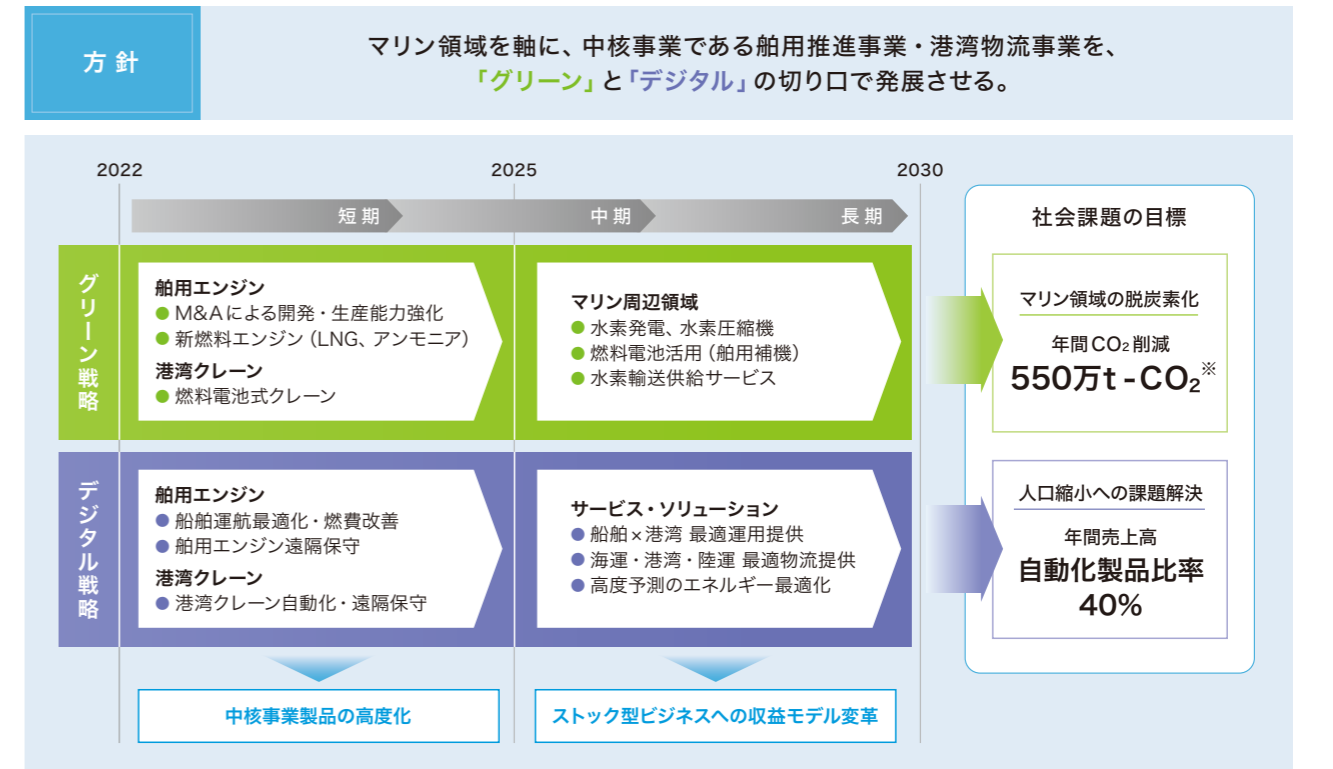 方針
マリン領域を軸に、中核事業である舶用推進事業・港湾物流事業を、
「グリーン」と「デジタル」の切り口で発展させる。
2022
2025
2030
短期
中期
長期
グリーン戦略
舶用エンジン
● M&Aによる開発・生産能力強化
● 新燃料エンジン（LNG、アンモニア）
港湾クレーン
● 燃料電池式クレーン
マリン周辺領域
● 水素発電、水素圧縮機
● 燃料電池活用（舶用補機）
● 水素輸送供給サービス
デジタル戦略
舶用エンジン
● 船舶運航最適化・燃費改善
● 舶用エンジン遠隔保守
港湾クレーン
● 港湾クレーン自動化・遠隔保守
サービス・ソリューション
● 船舶×港湾 最適運用提供
● 海運・港湾・陸運 最適物流提供
● 高度予測のエネルギー最適化
中核事業製品の高度化
ストック型ビジネスへの収益モデル変革
社会課題の目標
マリン領域の脱炭素化
年間CO₂削減
550万t-CO₂※
人口縮小への課題解決
年間売上高
自動化製品比率
40%